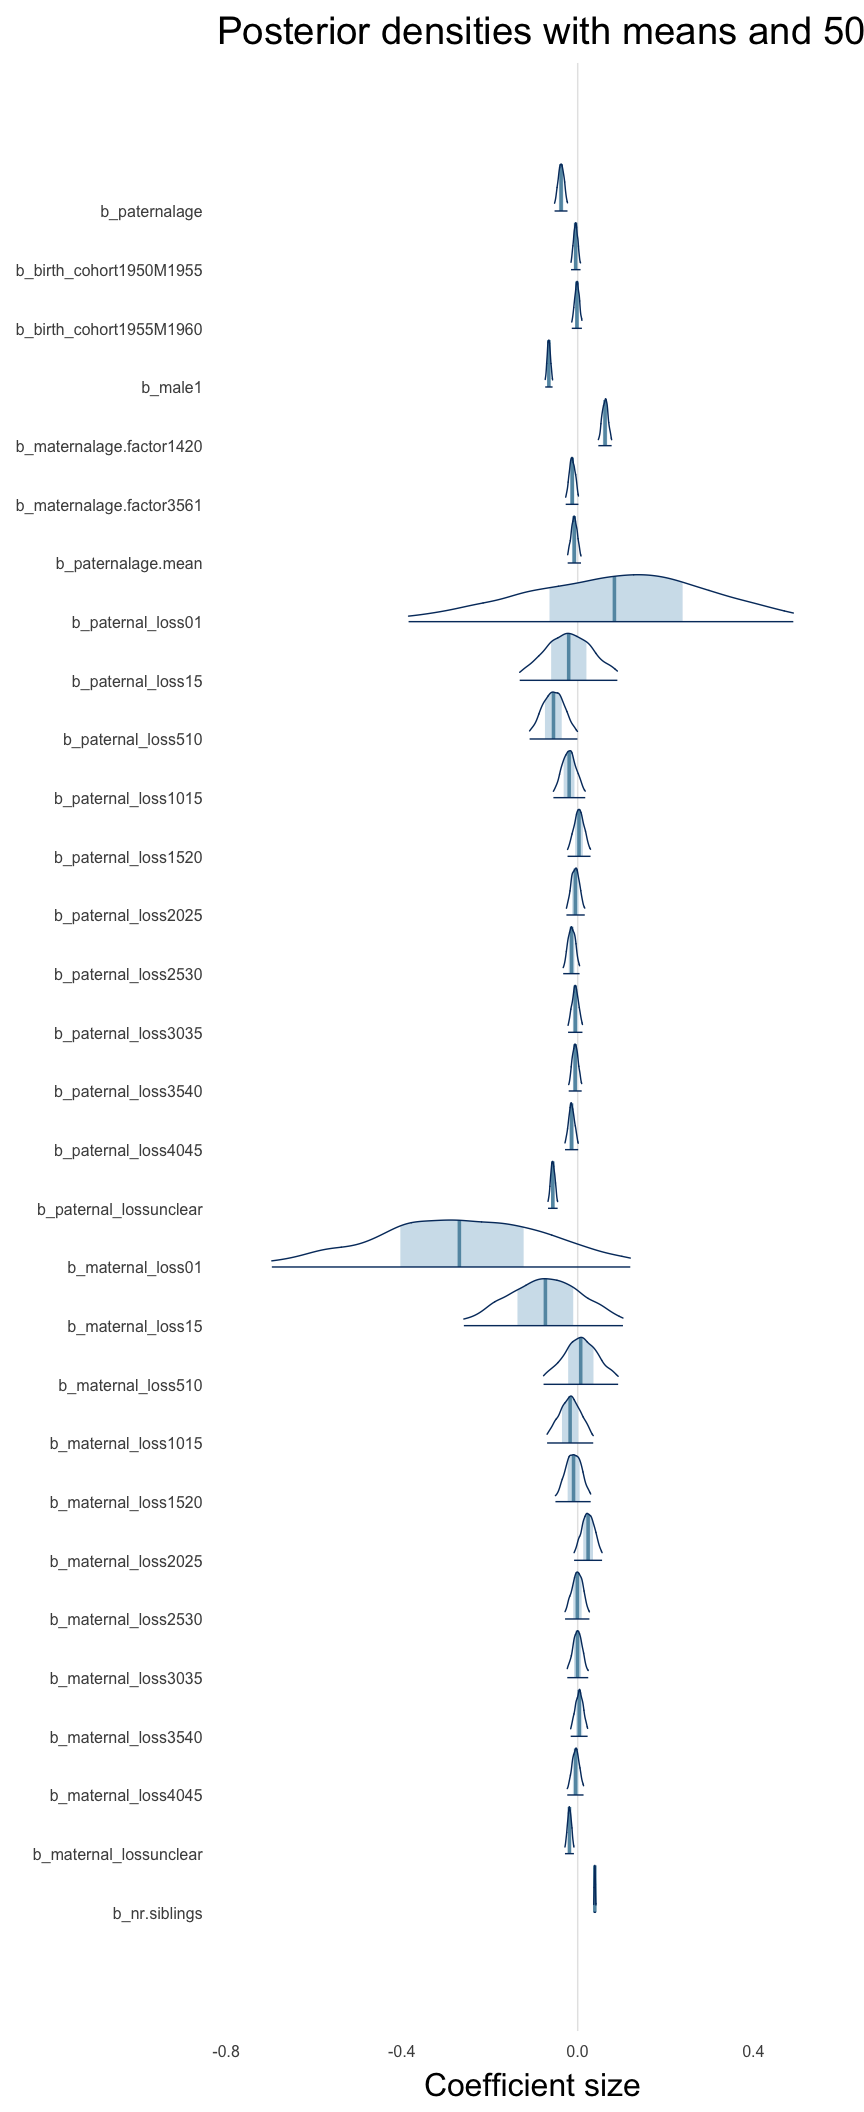 Posterior densities with means and 50
b_paternalage
b_birth_cohort1950M1955
b_birth_cohort1955M1960
b_male1
b_maternalage.factor1420
b_maternalage.factor3561
b_paternalage.mean
b_paternal_loss01
b_paternal_loss15
b_paternal_loss510
b_paternal_loss1015
b_paternal_loss1520
b_paternal_loss2025
b_paternal_loss2530
b_paternal_loss3035
b_paternal_loss3540
b_paternal_loss4045
b_paternal_lossunclear
b_maternal_loss01
b_maternal_loss15
b_maternal_loss510
b_maternal_loss1015
b_maternal_loss1520
b_maternal_loss2025
b_maternal_loss2530
b_maternal_loss3035
b_maternal_loss3540
b_maternal_loss4045
b_maternal_lossunclear
b_nr.siblings
-0.8 -0.4 0.0 0.4
Coefficient size